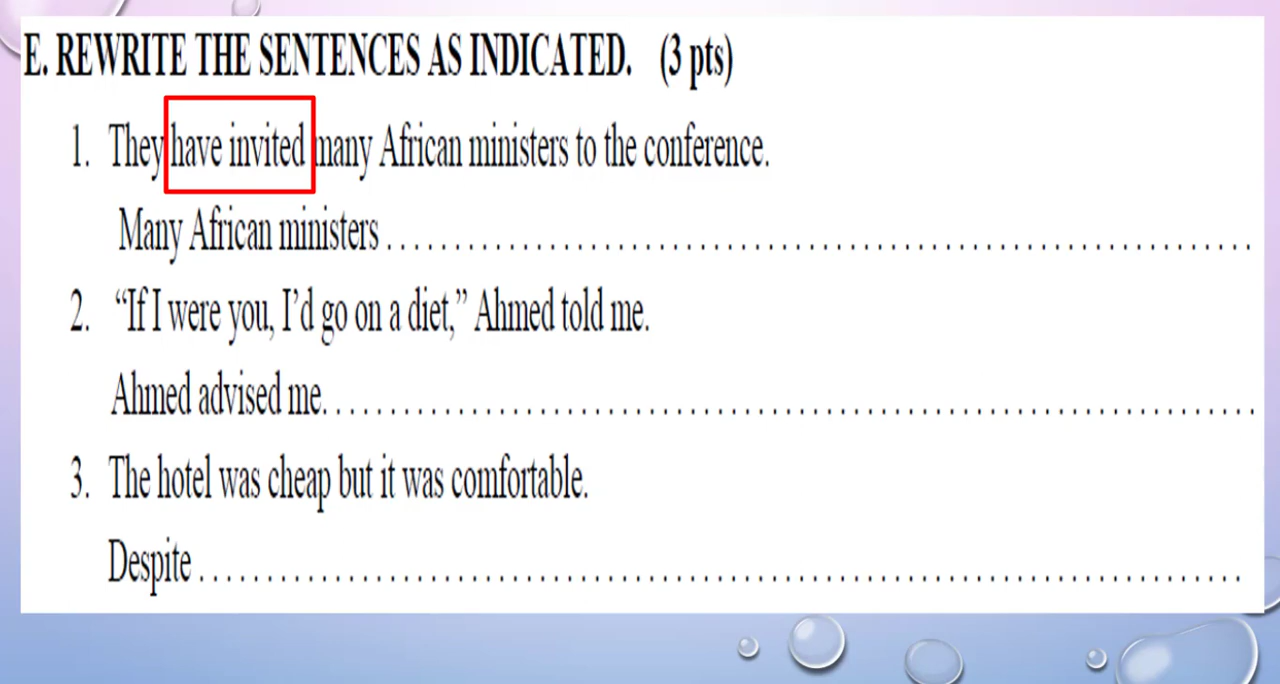 E. REWRITE THE SENTENCES AS INDICATED. (3 pts)
1. They have invited many African ministers to the conference.
Many African ministers . . . . . . . . . . . . . . . . . . . . . . . . . . . . . . . . . . . . . . . . . . . . . . . . . . . . . . . . . . . . . . . .
2. “If I were you, I’d go on a diet,” Ahmed told me.
Ahmed advised me. . . . . . . . . . . . . . . . . . . . . . . . . . . . . . . . . . . . . . . . . . . . . . . . . . . . . . . . . . . . . . . . . . . . .
3. The hotel was cheap but it was comfortable.
Despite . . . . . . . . . . . . . . . . . . . . . . . . . . . . . . . . . . . . . . . . . . . . . . . . . . . . . . . . . . . . . . . . . . . . . . . . . . . . .